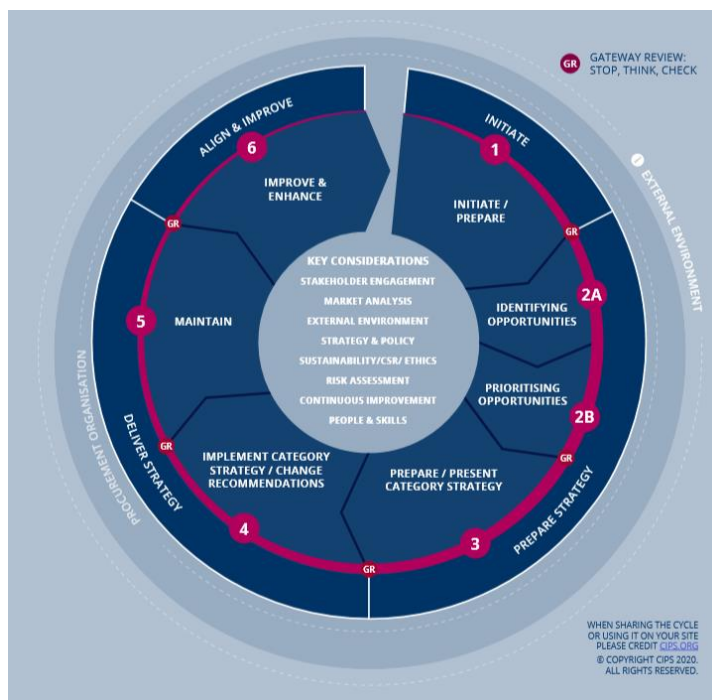 GR
GATEWAY REVIEW:
STOP, THINK, CHECK
INITIATE
1
INITIATE /
PREPARE
GR
EXTERNAL ENVIRONMENT
2A
IDENTIFYING
OPPORTUNITIES
PRIORITISING
OPPORTUNITIES
2B
GR
PREPARE STRATEGY
PREPARE / PRESENT
CATEGORY STRATEGY
3
GR
IMPLEMENT CATEGORY
STRATEGY / CHANGE
RECOMMENDATIONS
4
GR
DELIVER STRATEGY
PROCUREMENT ORGANISATION
MAINTAIN
5
GR
ALIGN & IMPROVE
6
IMPROVE &
ENHANCE
KEY CONSIDERATIONS
STAKEHOLDER ENGAGEMENT
MARKET ANALYSIS
EXTERNAL ENVIRONMENT
STRATEGY & POLICY
SUSTAINABILITY/CSR/ ETHICS
RISK ASSESSMENT
CONTINUOUS IMPROVEMENT
PEOPLE & SKILLS
WHEN SHARING THE CYCLE
OR USING IT ON YOUR SITE
PLEASE CREDIT CIPS.ORG
© COPYRIGHT CIPS 2020.
ALL RIGHTS RESERVED.